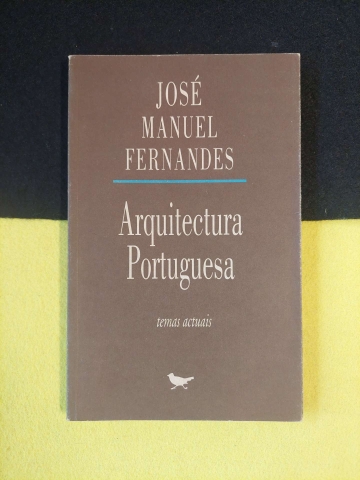 JOSÉ
MANUEL
FERNANDES
Arquitectura
Portuguesa
temas actuais